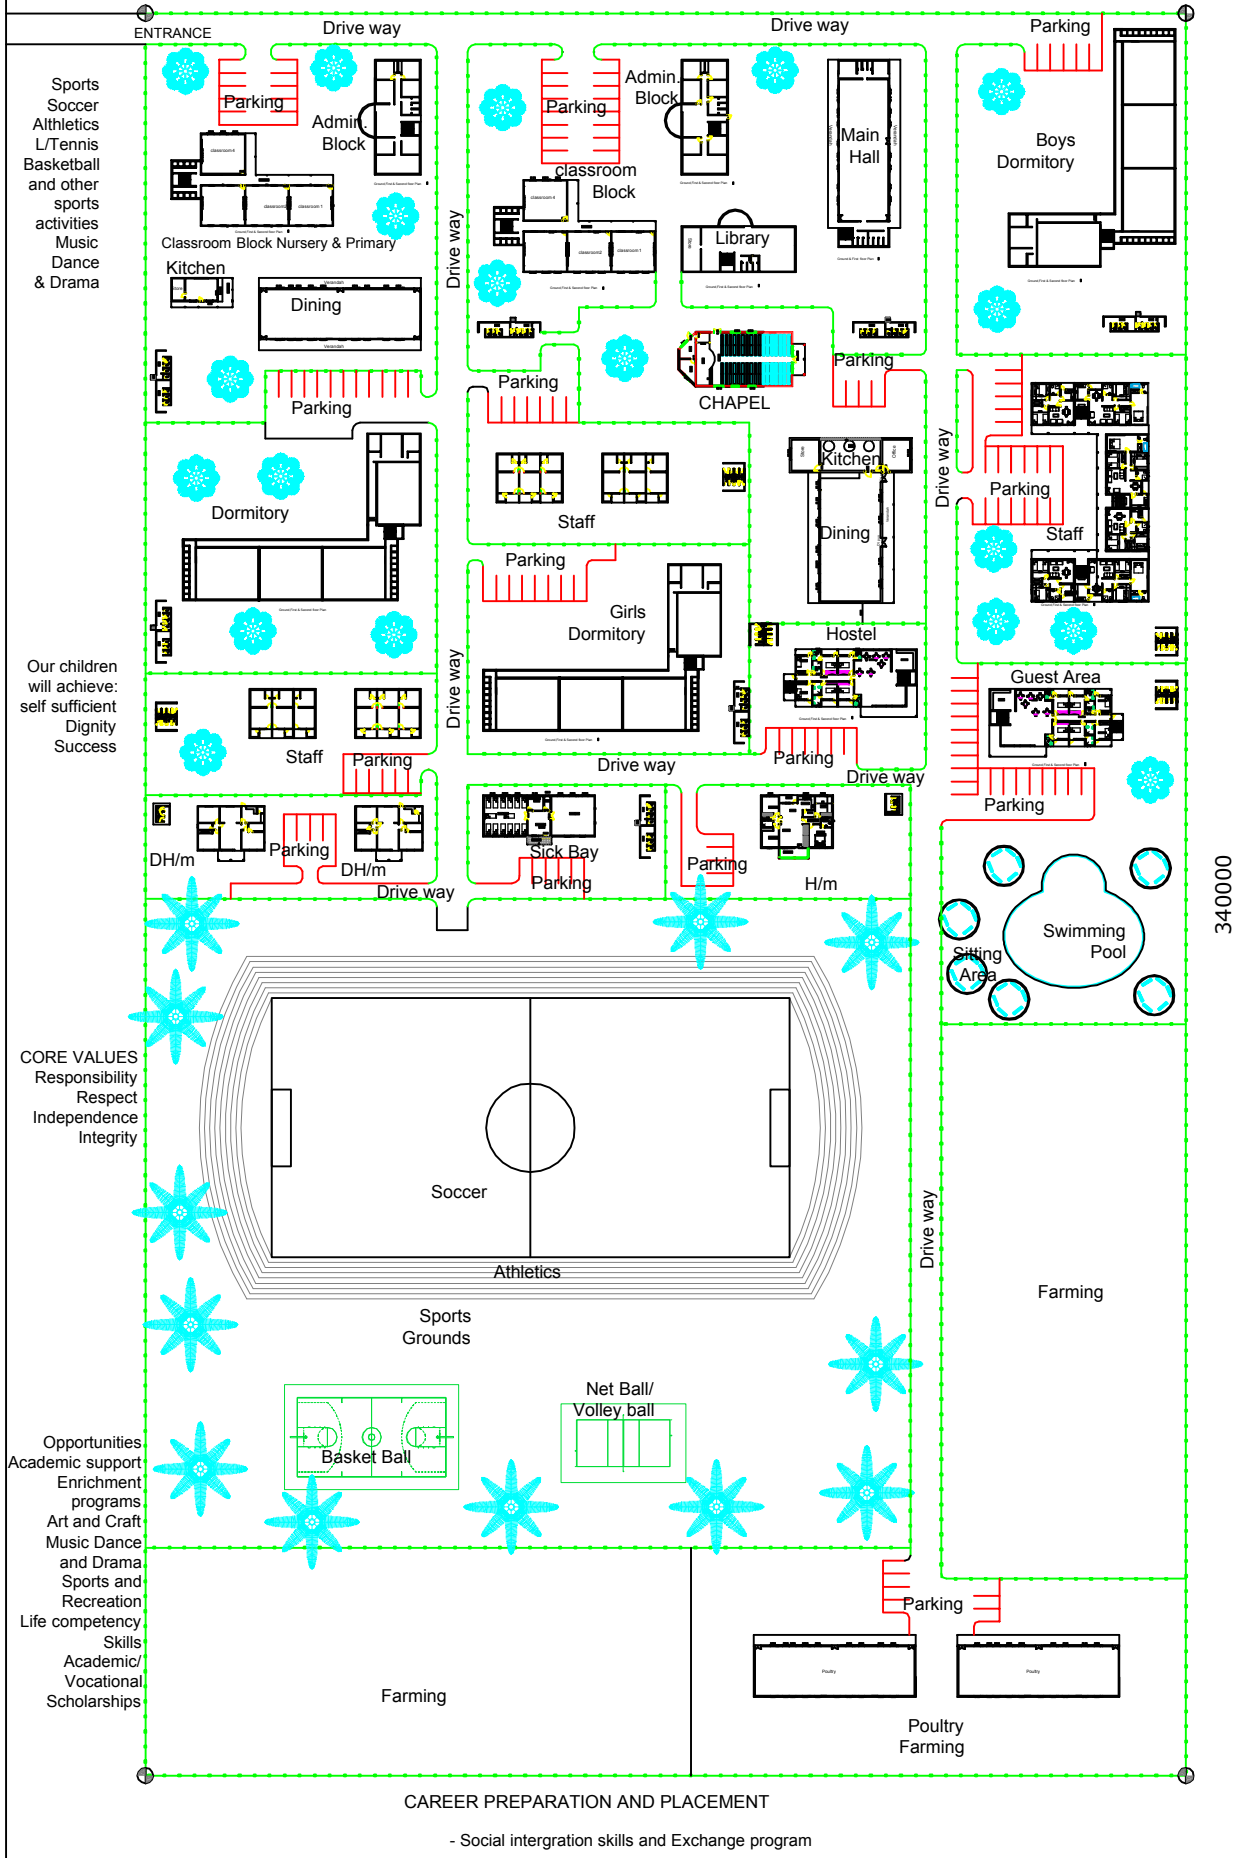 ENTRANCE
Drive way
Drive way
Parking
Sports
Soccer
Althletics
L/Tennis
Basketball
and other
sports
activities
Music
Dance
& Drama
Parking
Admin.
Block
Parking
Admin.
Block
Main
Hall
Boys
Dormitory
classroom
Block
Classroom Block Nursery & Primary
Drive way
Library
Kitchen
Dining
Verandah
Verandah
Parking
Parking
CHAPEL
Parking
Drive way
Kitchen
Store
Office
Parking
Dormitory
Staff
Dining
Staff
Parking
Girls
Dormitory
Hostel
Our children
will achieve:
self sufficient
Dignity
Success
Drive way
Guest Area
Staff
Parking
Drive way
Parking
Drive way
Parking
DH/m
Parking
DH/m
Drive way
Sick Bay
Parking
Parking
H/m
Swimming
Pool
Sitting
Area
340000
CORE VALUES
Responsibility
Respect
Independence
Integrity
Soccer
Athletics
Sports
Grounds
Drive way
Farming
Net Ball/
Volley ball
Basket Ball
Opportunities
Academic support
Enrichment
programs
Art and Craft
Music Dance
and Drama
Sports and
Recreation
Life competency
Skills
Academic/
Vocational
Scholarships
Parking
Poultry
Poultry
Farming
Poultry
Farming
CAREER PREPARATION AND PLACEMENT
- Social intergration skills and Exchange program